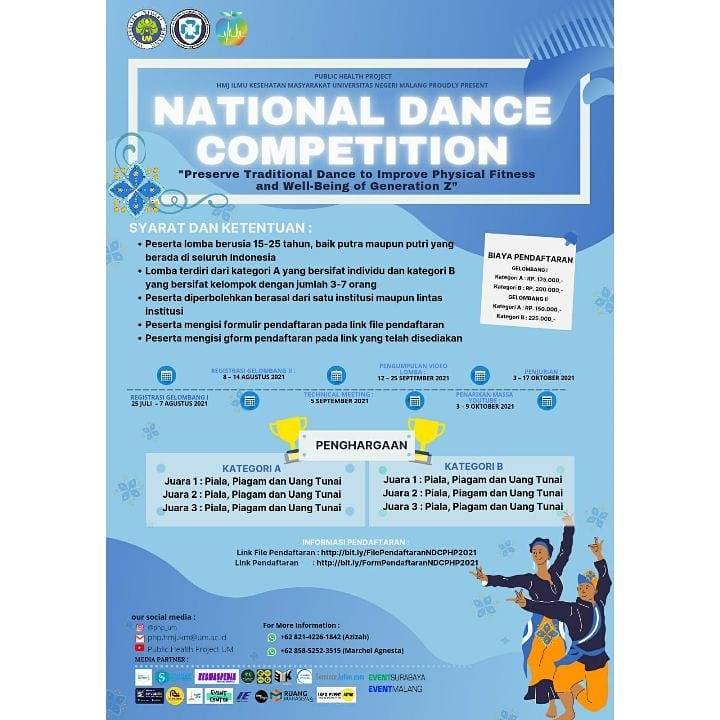 UM
PUBLIC HEALTH PROJECT
HMJ ILMU KESEHATAN MASYARAKAT UNIVERSITAS NEGERI MALANG PROUDLY PRESENT
NATIONAL DANCE
COMPETITION
"Preserve Traditional Dance to Improve Physical Fitness
and Well-Being of Generation Z”
SYARAT DAN KETENTUAN :
• Peserta lomba berusia 15-25 tahun, baik putra maupun putri yang
berada di seluruh Indonesia
• Lomba terdiri dari kategori A yang bersifat individu dan kategori B
yang bersifat kelompok dengan jumlah 3-7 orang
• Peserta diperbolehkan berasal dari satu institusi maupun lintas
institusi
• Peserta mengisi formulir pendaftaran pada link file pendaftaran
• Peserta mengisi gform pendaftaran pada link yang telah disediakan
BIAYA PENDAFTARAN
GELOMBANG I
Kategori A : RP. 125.000,-
Kategori B : RP. 200.000,-
GELOMBANG II
Kategori A : RP. 150.000,-
Kategori B : 225.000,-
REGISTRASI GELOMBANG II :
8 – 14 AGUSTUS 2021
PENGUMPULAN VIDEO
LOMBA :
12 – 25 SEPTEMBER 2021
PENJURIAN :
3 – 17 OKTOBER 2021
REGISTRASI GELOMBANG I
25 JULI – 7 AGUSTUS 2021
TECHNICAL MEETING :
5 SEPTEMBER 2021
PENARIKAN MASSA
YOUTUBE :
3 – 9 OKTOBER 2021
PENGHARGAAN
KATEGORI A
Juara 1 : Piala, Piagam dan Uang Tunai
Juara 2 : Piala, Piagam dan Uang Tunai
Juara 3 : Piala, Piagam dan Uang Tunai
KATEGORI B
Juara 1 : Piala, Piagam dan Uang Tunai
Juara 2 : Piala, Piagam dan Uang Tunai
Juara 3 : Piala, Piagam dan Uang Tunai
INFORMASI PENDAFTARAN :
Link File Pendaftaran : http://bit.ly/FilePendaftaranNDCPHP2021
Link Pendaftaran : http://bit.ly/FormPendaftaranNDCPHP2021
our social media :
@php_um
php.hmj.ikm@um.ac.id
Public Health Project UM
For More Information :
+62 821-4226-1842 (Azizah)
+62 858-5252-3515 (Marchel Agnesta)
MEDIA PARTNER :
EVENTSURABAYA
EVENTMALANG
EVENT
CENTER
RUANG
MAHASISWA